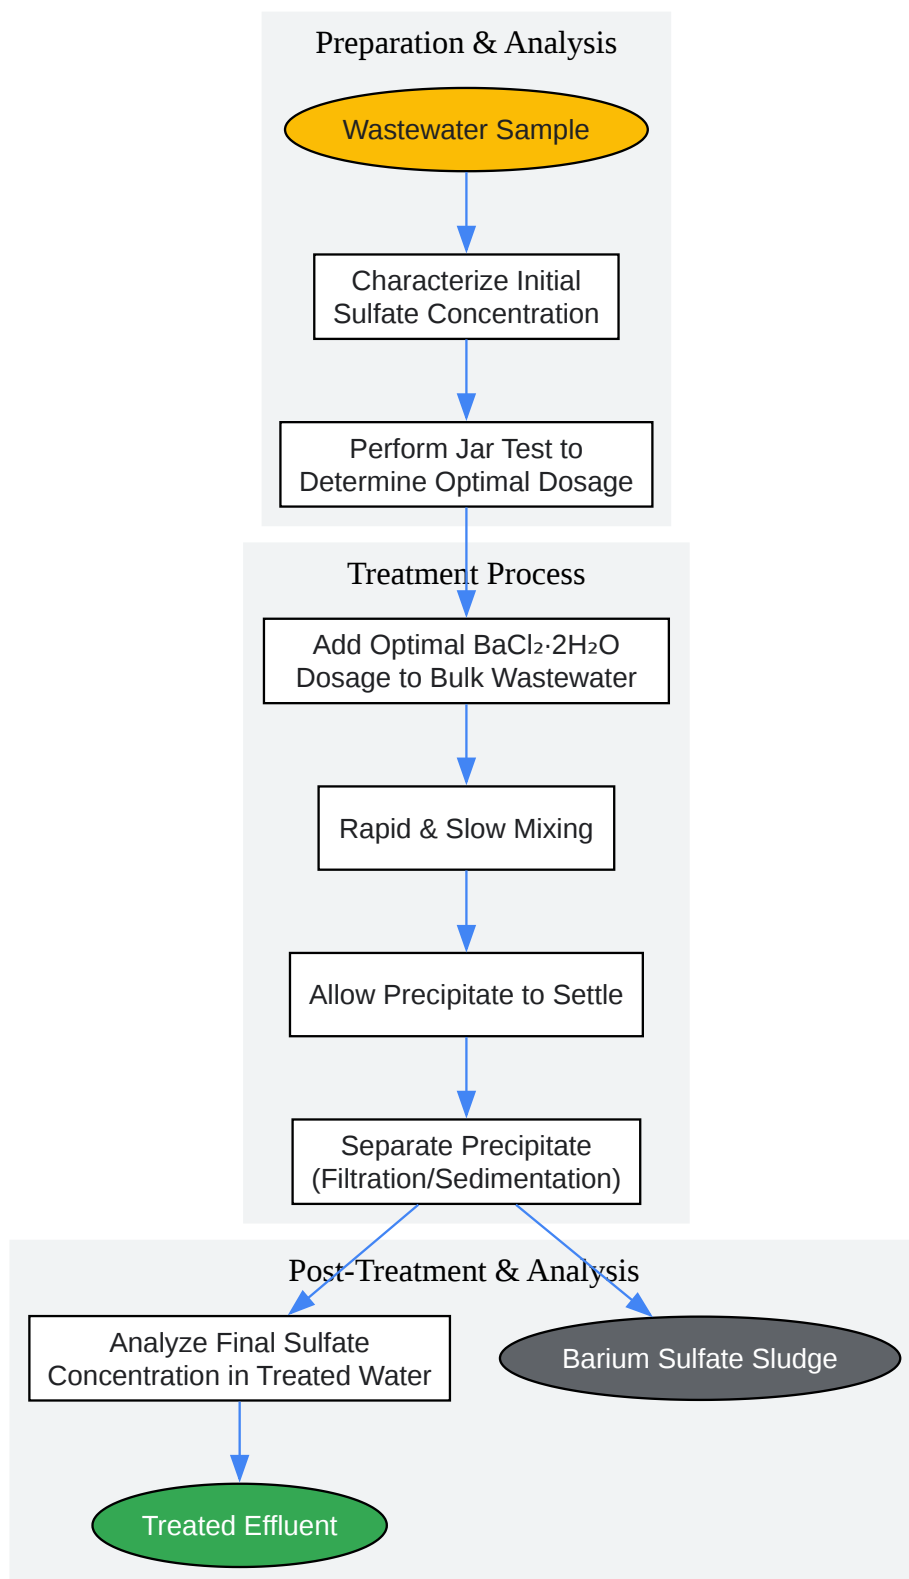 Preparation & Analysis
Wastewater Sample
Characterize Initial
Sulfate Concentration
Perform Jar Test to
Determine Optimal Dosage
Treatment Process
Add Optimal BaCl₂·2H₂O
Dosage to Bulk Wastewater
Rapid & Slow Mixing
Allow Precipitate to Settle
Separate Precipitate
(Filtration/Sedimentation)
Post-Treatment & Analysis
Analyze Final Sulfate
Concentration in Treated Water
Barium Sulfate Sludge
Treated Effluent